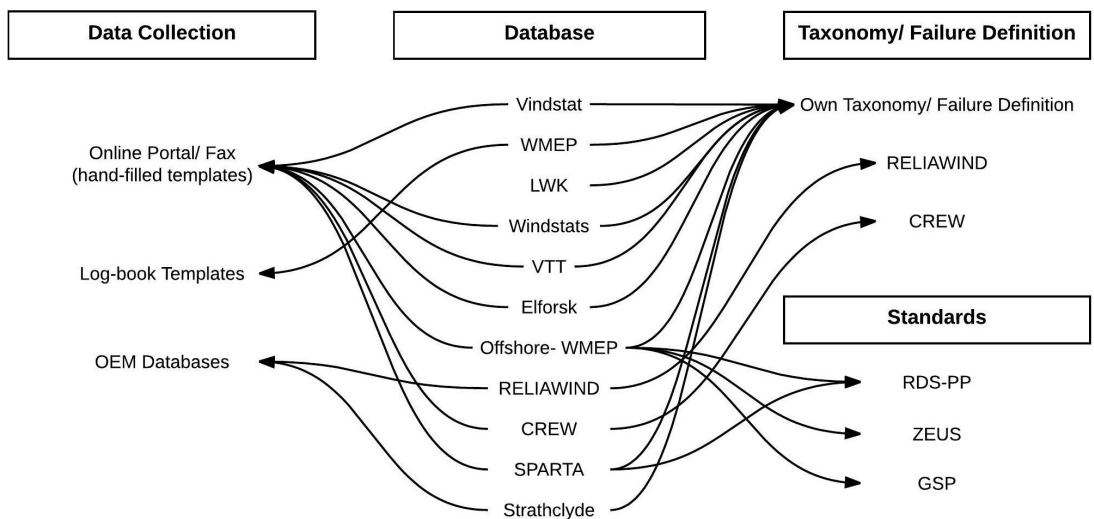 Data Collection
Database
Taxonomy/ Failure Definition
Online Portal/ Fax
(hand-filled templates)
Log-book Templates
OEM Databases
Vindstat
WMEP
LWK
Windstats
VTT
Elforsk
Offshore- WMEP
RELIAWIND
CREW
SPARTA
Strathclyde
Own Taxonomy/ Failure Definition
RELIAWIND
CREW
Standards
RDS-PP
ZEUS
GSP